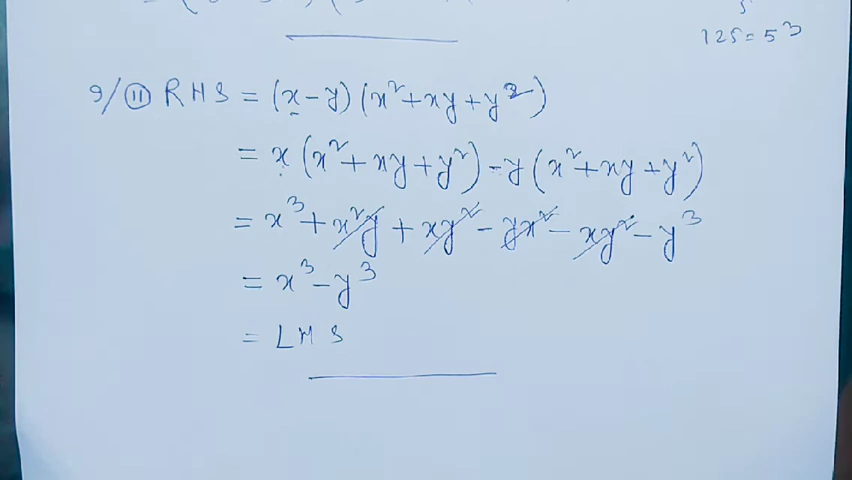 125 = 5³
9/ⓘⓘ RHS = (x - y) (x² + xy + y²)
= x (x² + xy + y²) - y (x² + xy + y²)
= x³ + x²y + xy² - yx² - xy² - y³
= x³ - y³
= LHS